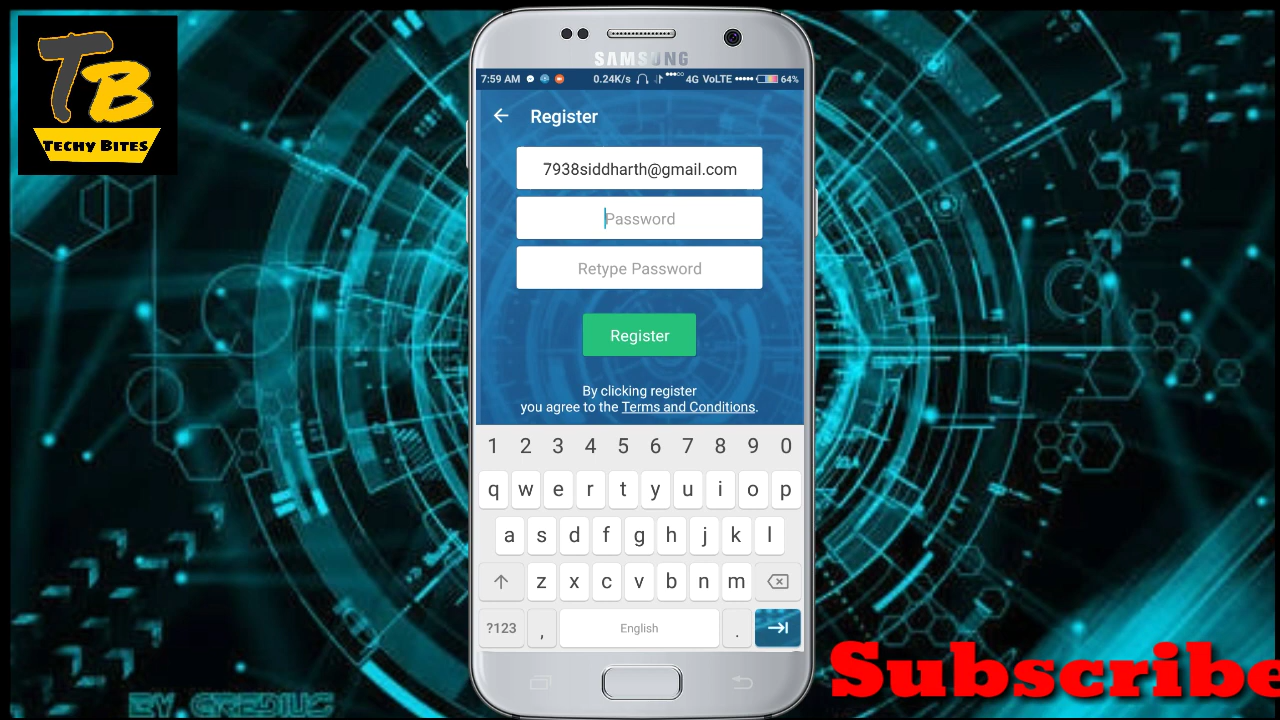 TB
Techy Bites
SAMSUNG
7:59 AM 0.24K/s 4G VoLTE 64%
Register
7938siddharth@gmail.com
Password
Retype Password
Register
By clicking register
you agree to the Terms and Conditions.
1 2 3 4 5 6 7 8 9 0
q w e r t y u i o p
a s d f g h j k l
z x c v b n m
?123 , English .
Subscribe
BY GREDIUS